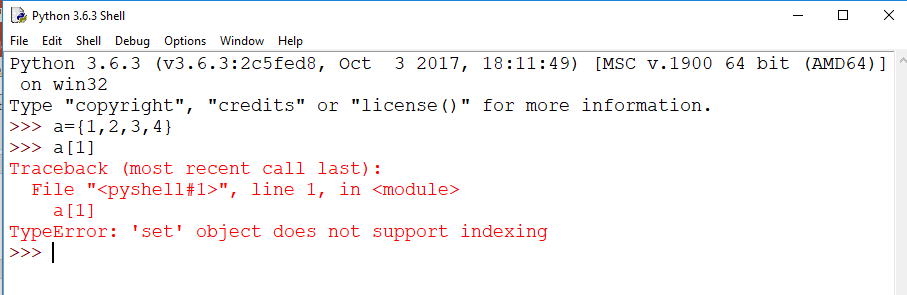 Python 3.6.3 Shell
File Edit Shell Debug Options Window Help
Python 3.6.3 (v3.6.3:2c5fed8, Oct  3 2017, 18:11:49) [MSC v.1900 64 bit (AMD64)]
 on win32
Type "copyright", "credits" or "license()" for more information.
>>> a={1,2,3,4}
>>> a[1]
Traceback (most recent call last):
  File "<pyshell#1>", line 1, in <module>
    a[1]
TypeError: 'set' object does not support indexing
>>>